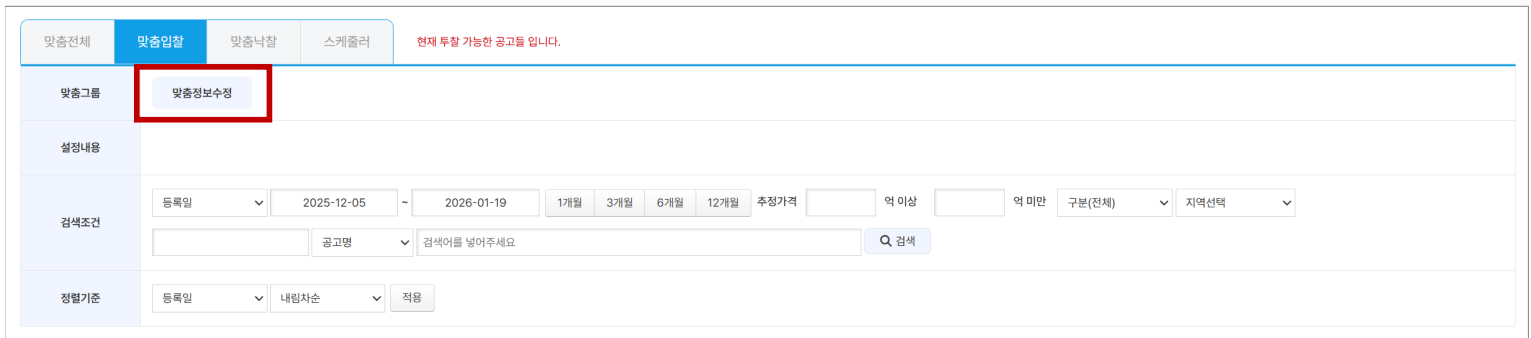 맞춤전체 맞춤입찰 맞춤낙찰 스케줄러 현재 투찰 가능한 공고들 입니다.
맞춤그룹 맞춤정보수정
설정내용
검색조건 등록일 2025-12-05 ~ 2026-01-19 1개월 3개월 6개월 12개월 추정가격 억 이상 억 미만 구분(전체) 지역선택
공고명 검색어를 넣어주세요 검색
정렬기준 등록일 내림차순 적용